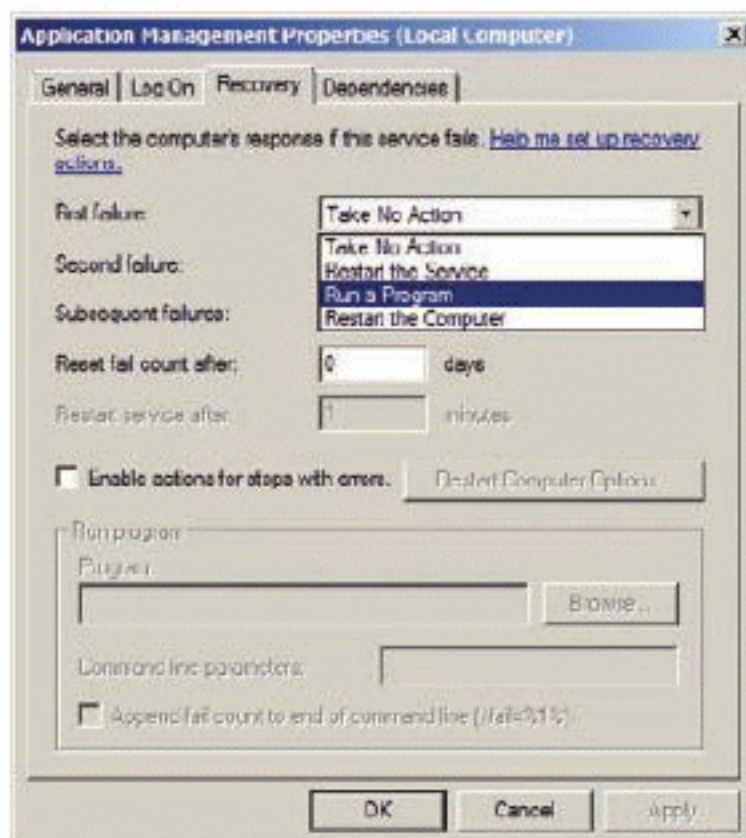 Application Management Properties (Local Computer)
General
Log On
Recovery
Dependencies
Select the computer's response if this service fails. Help me set up recovery
actions.
First failure:
Take No Action
Take No Action
Second failure:
Restart the Service
Run a Program
Subsequent failures:
Restart the Computer
Reset fail count after:
0
days
Restart service after:
1
minutes
Enable actions for stops with errors.
Restart Computer Options...
Run program
Program:
Browse...
Command line parameters:
Append fail count to end of command line (/fail=%1%)
OK
Cancel
Apply